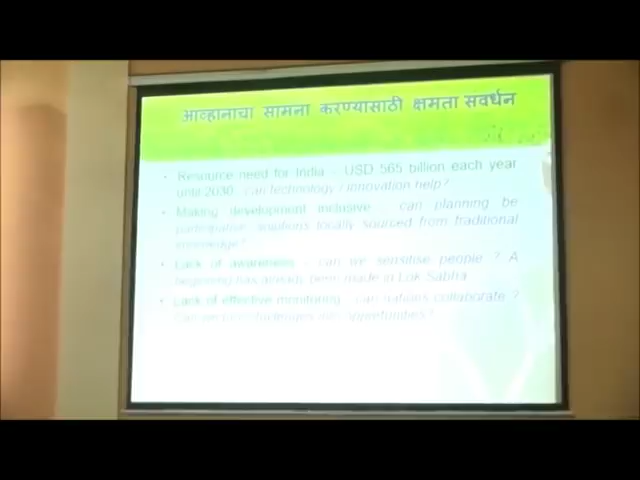 आव्हानाचा सामना करण्यासाठी क्षमता सवर्धन
Resource need for India - USD 565 billion each year
until 2030 - can technology / innovation help?
Making development inclusive - can planning be
participative, solutions locally sourced from traditional
knowledge?
Lack of awareness - can we sensitise people ? A
beginning has already been made in Lok Sabha
Lack of effective monitoring - can nations collaborate ?
Can we turn challenges into opportunities?